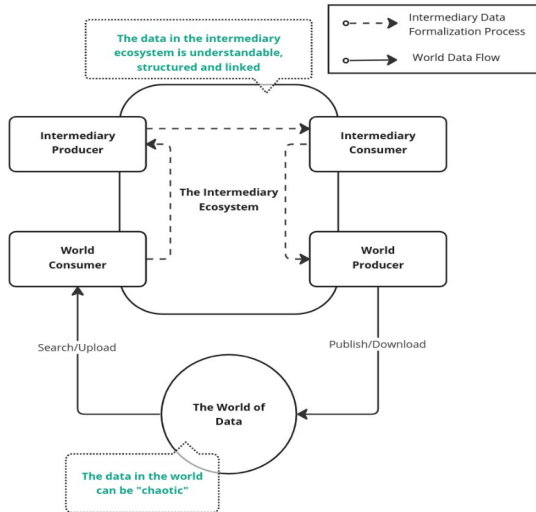 The data in the intermediary
ecosystem is understandable,
structured and linked
Intermediary Data
Formalization Process
World Data Flow
Intermediary
Producer
Intermediary
Consumer
The Intermediary
Ecosystem
World
Consumer
World
Producer
Search/Upload
Publish/Download
The World of
Data
The data in the world
can be "chaotic"